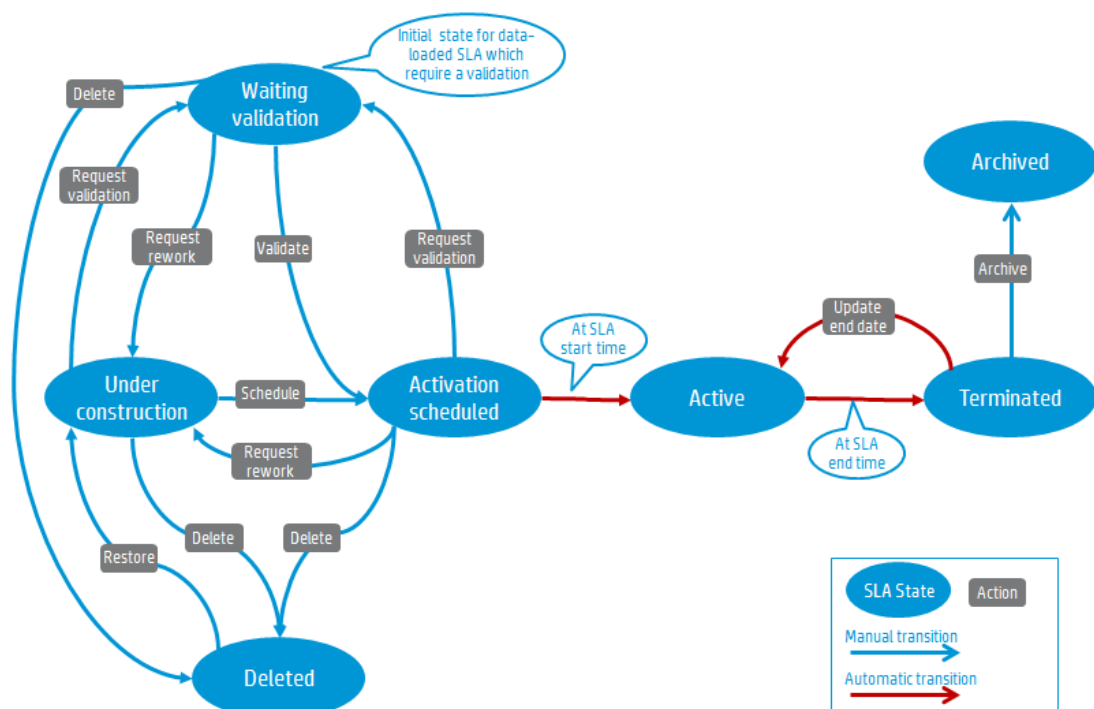 Initial state for data-
loaded SLA which
require a validation
Delete
Waiting
validation
Archived
Request
validation
Request
rework
Validate
Request
validation
Archive
At SLA
start time
Update
end date
Under
construction
Schedule
Activation
scheduled
Active
Terminated
Request
rework
At SLA
end time
Restore
Delete
Delete
Deleted
SLA State
Action
Manual transition
Automatic transition